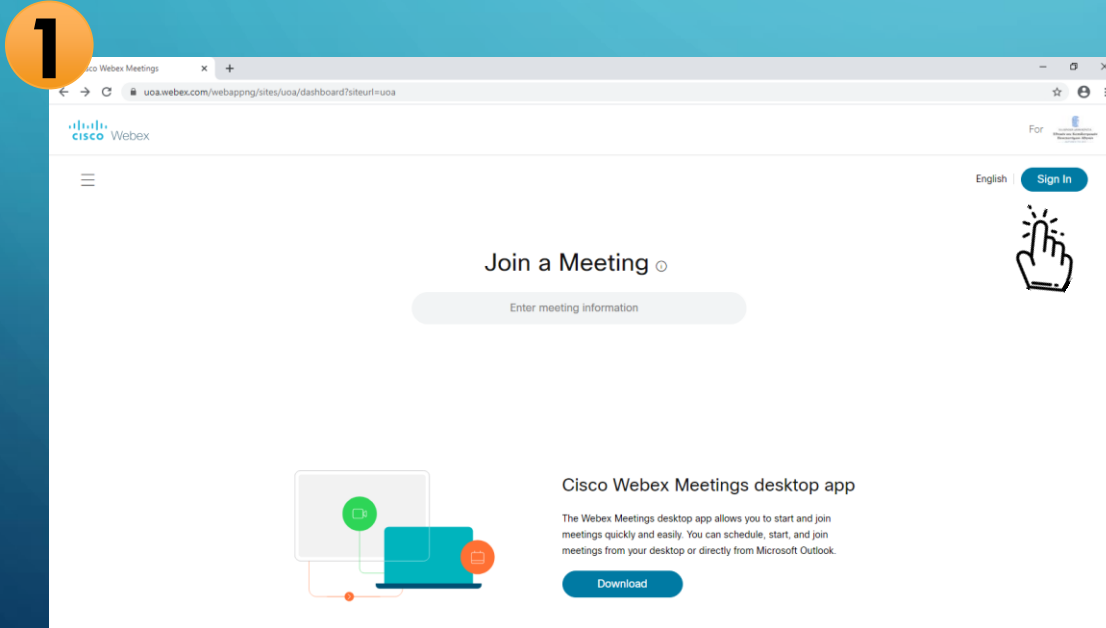 1
sco Webex Meetings
uoa.webex.com/webappng/sites/uoa/dashboard?siteurl=uoa
CISCO Webex
For
English
Sign In
Join a Meeting
Enter meeting information
Cisco Webex Meetings desktop app
The Webex Meetings desktop app allows you to start and join
meetings quickly and easily. You can schedule, start, and join
meetings from your desktop or directly from Microsoft Outlook.
Download